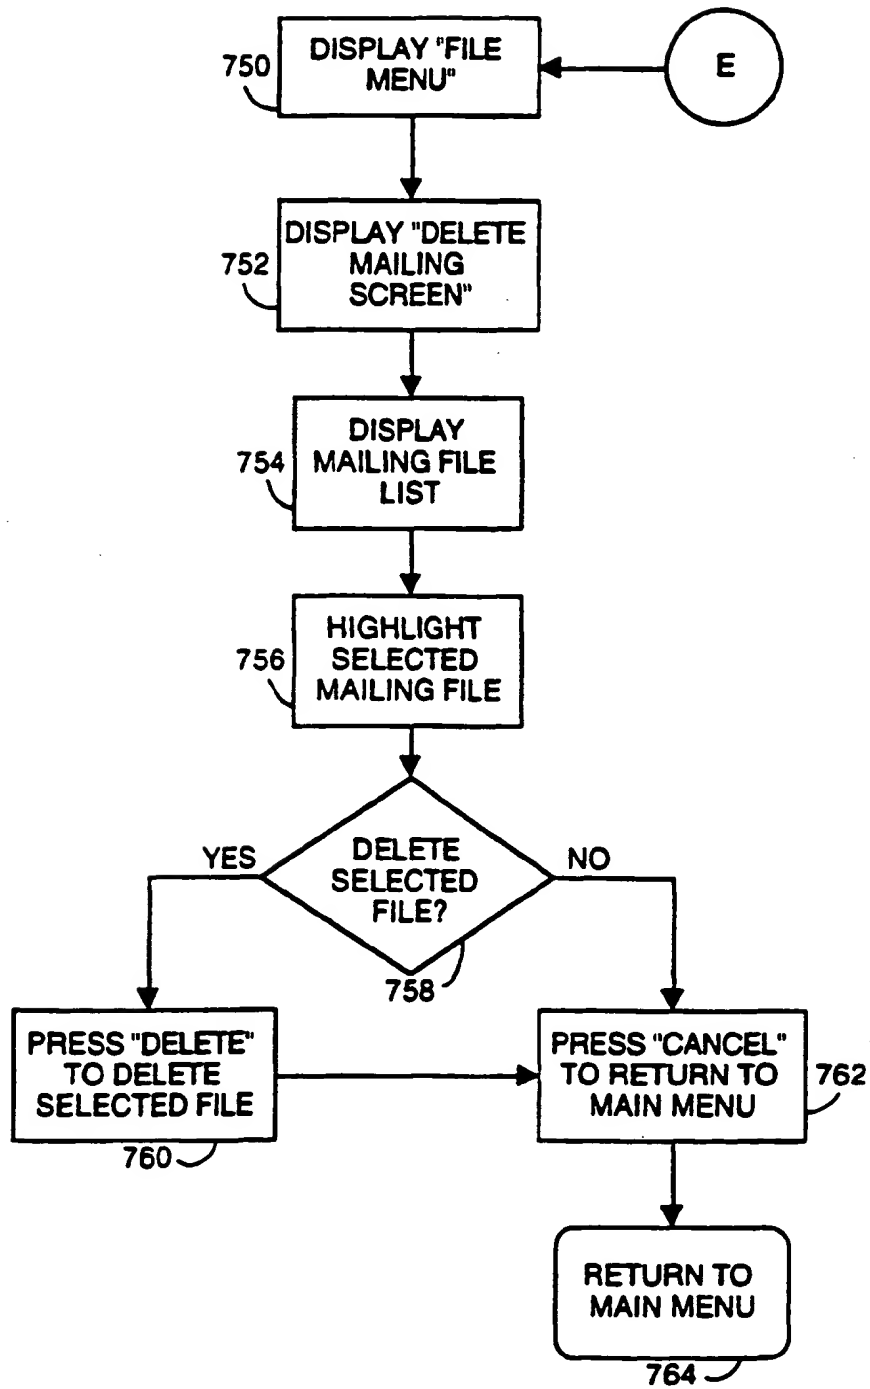 DISPLAY "FILE
MENU"
750
E
DISPLAY "DELETE
MAILING
SCREEN"
752
DISPLAY
MAILING FILE
LIST
754
HIGHLIGHT
SELECTED
MAILING FILE
756
YES
DELETE
SELECTED
FILE?
NO
758
PRESS "DELETE"
TO DELETE
SELECTED FILE
760
PRESS "CANCEL"
TO RETURN TO
MAIN MENU
762
RETURN TO
MAIN MENU
764